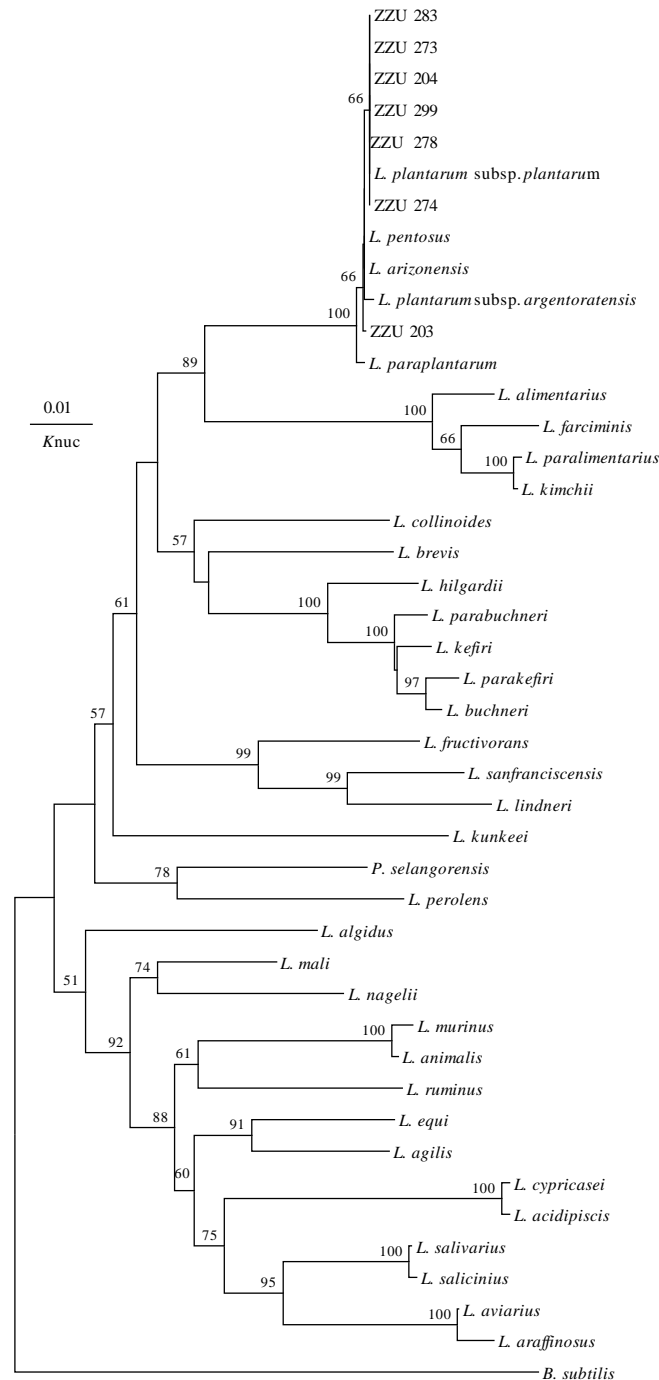 ZZU 283
ZZU 273
ZZU 204
66
ZZU 299
ZZU 278
L. plantarum subsp. plantarum
ZZU 274
L. pentosus
L. arizonensis
66
L. plantarum subsp. argentoratensis
100
ZZU 203
L. paraplantarum
89
L. alimentarius
0.01
100
L. farciminis
Knuc
66
L. paralimentarius
100
L. kimchii
L. collinoides
57
L. brevis
L. hilgardii
61
100
L. parabuchneri
100
L. kefiri
L. parakefiri
97
L. buchneri
57
L. fructivorans
99
L. sanfranciscensis
99
L. lindneri
L. kunkeei
P. selangorensis
78
L. perolens
L. algidus
L. mali
74
51
L. nagelii
L. murinus
100
92
L. animalis
61
L. ruminus
88
L. equi
91
L. agilis
60
L. cypricasei
100
L. acidipiscis
75
L. salivarius
100
L. salicinius
95
L. aviarius
100
L. araffinosus
B. subtilis